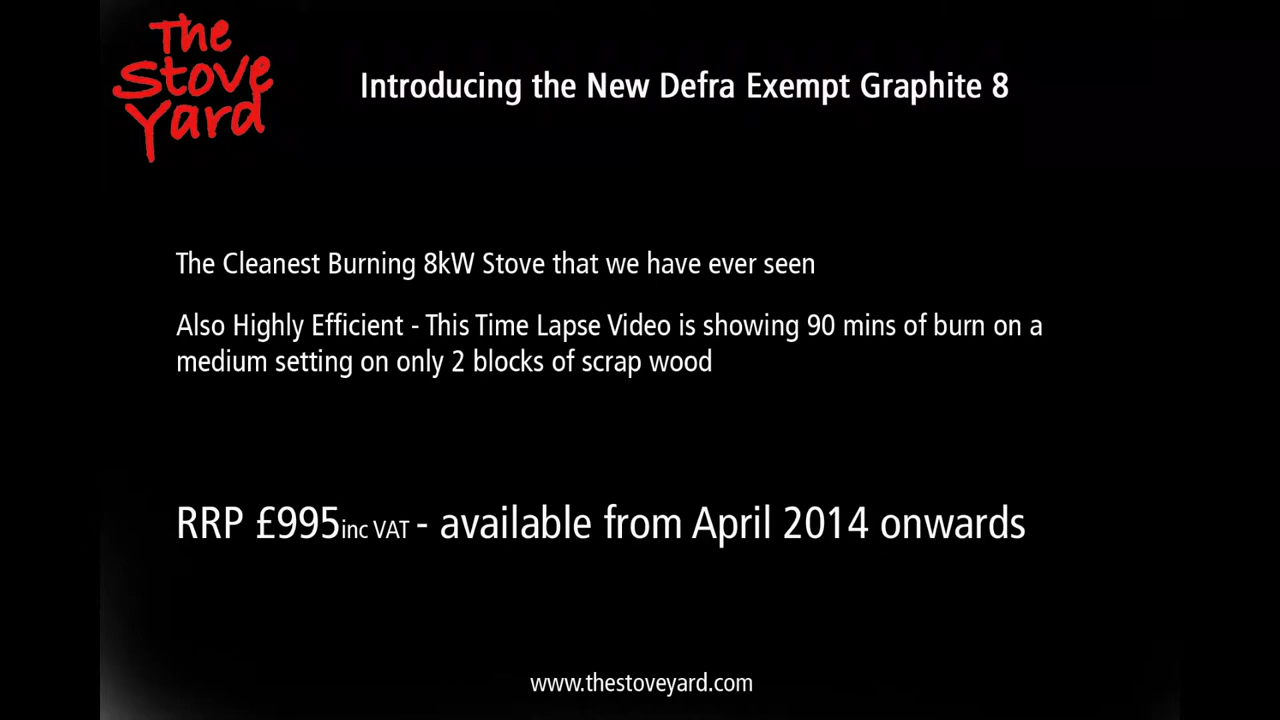 The
Stove
Yard
Introducing the New Defra Exempt Graphite 8
The Cleanest Burning 8kW Stove that we have ever seen
Also Highly Efficient - This Time Lapse Video is showing 90 mins of burn on a
medium setting on only 2 blocks of scrap wood
RRP £995inc VAT - available from April 2014 onwards
www.thestoveyard.com